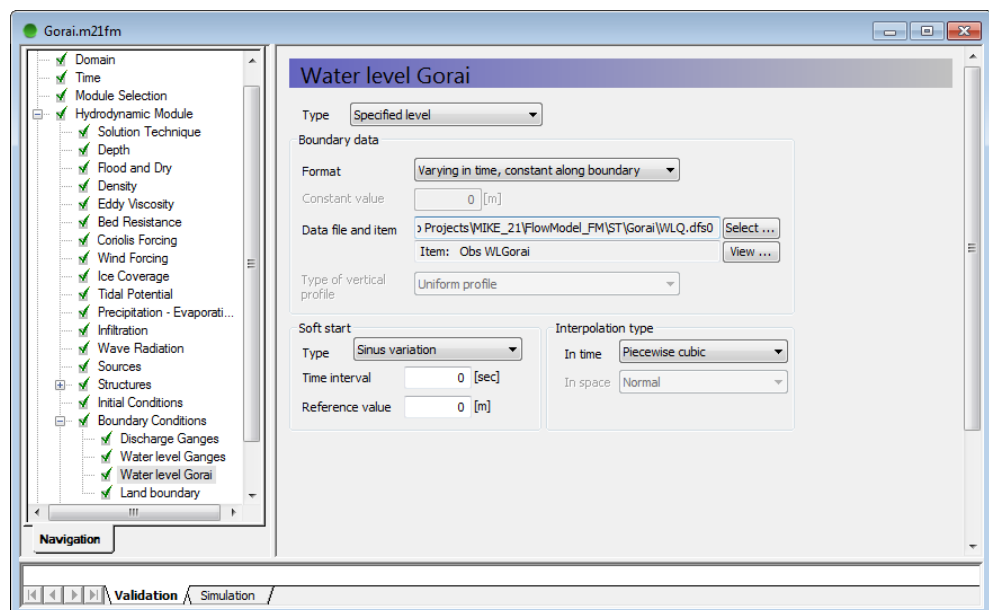 Gorai.m21fm
Domain
Time
Module Selection
Hydrodynamic Module
Solution Technique
Depth
Flood and Dry
Density
Eddy Viscosity
Bed Resistance
Coriolis Forcing
Wind Forcing
Ice Coverage
Tidal Potential
Precipitation - Evaporati...
Infiltration
Wave Radiation
Sources
Structures
Initial Conditions
Boundary Conditions
Discharge Ganges
Water level Ganges
Water level Gorai
Land boundary
Navigation
Water level Gorai
Type Specified level
Boundary data
Format Varying in time, constant along boundary
Constant value 0 [m]
Data file and item Projects\MIKE_21\FlowModel_FM\ST\Gorai\WLQ.dfs0 Select ...
Item: Obs WLGorai View ...
Type of vertical
profile
Uniform profile
Soft start
Type Sinus variation
Time interval 0 [sec]
Reference value 0 [m]
Interpolation type
In time Piecewise cubic
In space Normal
Validation Simulation